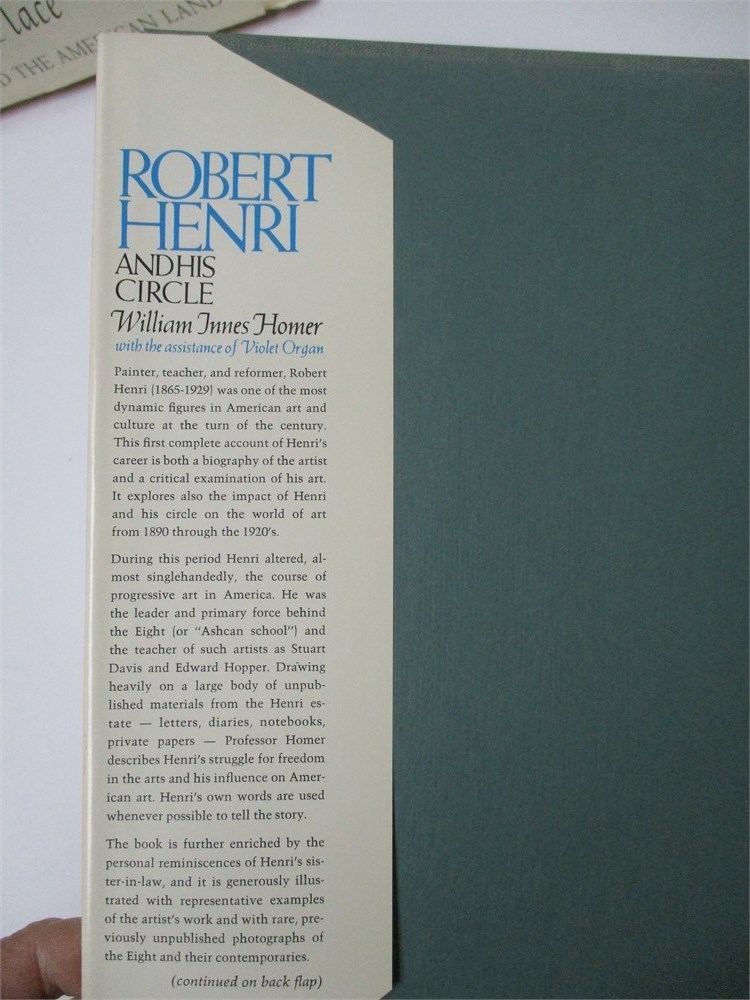 lace
D THE AMERICAN LAND
ROBERT
HENRI
AND HIS
CIRCLE
William Innes Homer
with the assistance of Violet Organ
Painter, teacher, and reformer, Robert
Henri (1865-1929) was one of the most
dynamic figures in American art and
culture at the turn of the century.
This first complete account of Henri's
career is both a biography of the artist
and a critical examination of his art.
It explores also the impact of Henri
and his circle on the world of art
from 1890 through the 1920's.
During this period Henri altered, al-
most singlehandedly, the course of
progressive art in America. He was
the leader and primary force behind
the Eight (or "Ashcan school") and
the teacher of such artists as Stuart
Davis and Edward Hopper. Drawing
heavily on a large body of unpub-
lished materials from the Henri es-
tate — letters, diaries, notebooks,
private papers — Professor Homer
describes Henri's struggle for freedom
in the arts and his influence on Amer-
ican art. Henri's own words are used
whenever possible to tell the story.
The book is further enriched by the
personal reminiscences of Henri's sis-
ter-in-law, and it is generously illus-
trated with representative examples
of the artist's work and with rare, pre-
viously unpublished photographs of
the Eight and their contemporaries.
(continued on back flap)